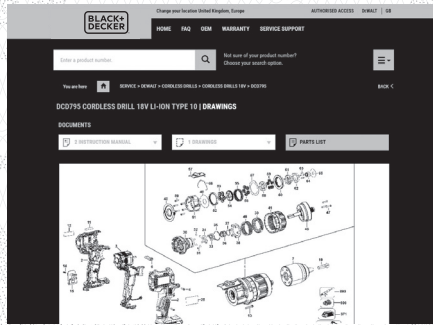 Change your location United Kingdom, Europe
AUTHORISED ACCESS
DeWALT
GB
BLACK+
DECKER
HOME
FAQ
OEM
WARRANTY
SERVICE SUPPORT
Enter a product number
Not sure of your product number?
Choose your search option.
You are here
SERVICE > DEWALT > CORDLESS DRILLS > CORDLESS DRILLS 18V > DCD795
BACK <
DCD795 CORDLESS DRILL 18V LI-ION TYPE 10 | DRAWINGS
DOCUMENTS
2 INSTRUCTION MANUAL
1 DRAWINGS
PARTS LIST